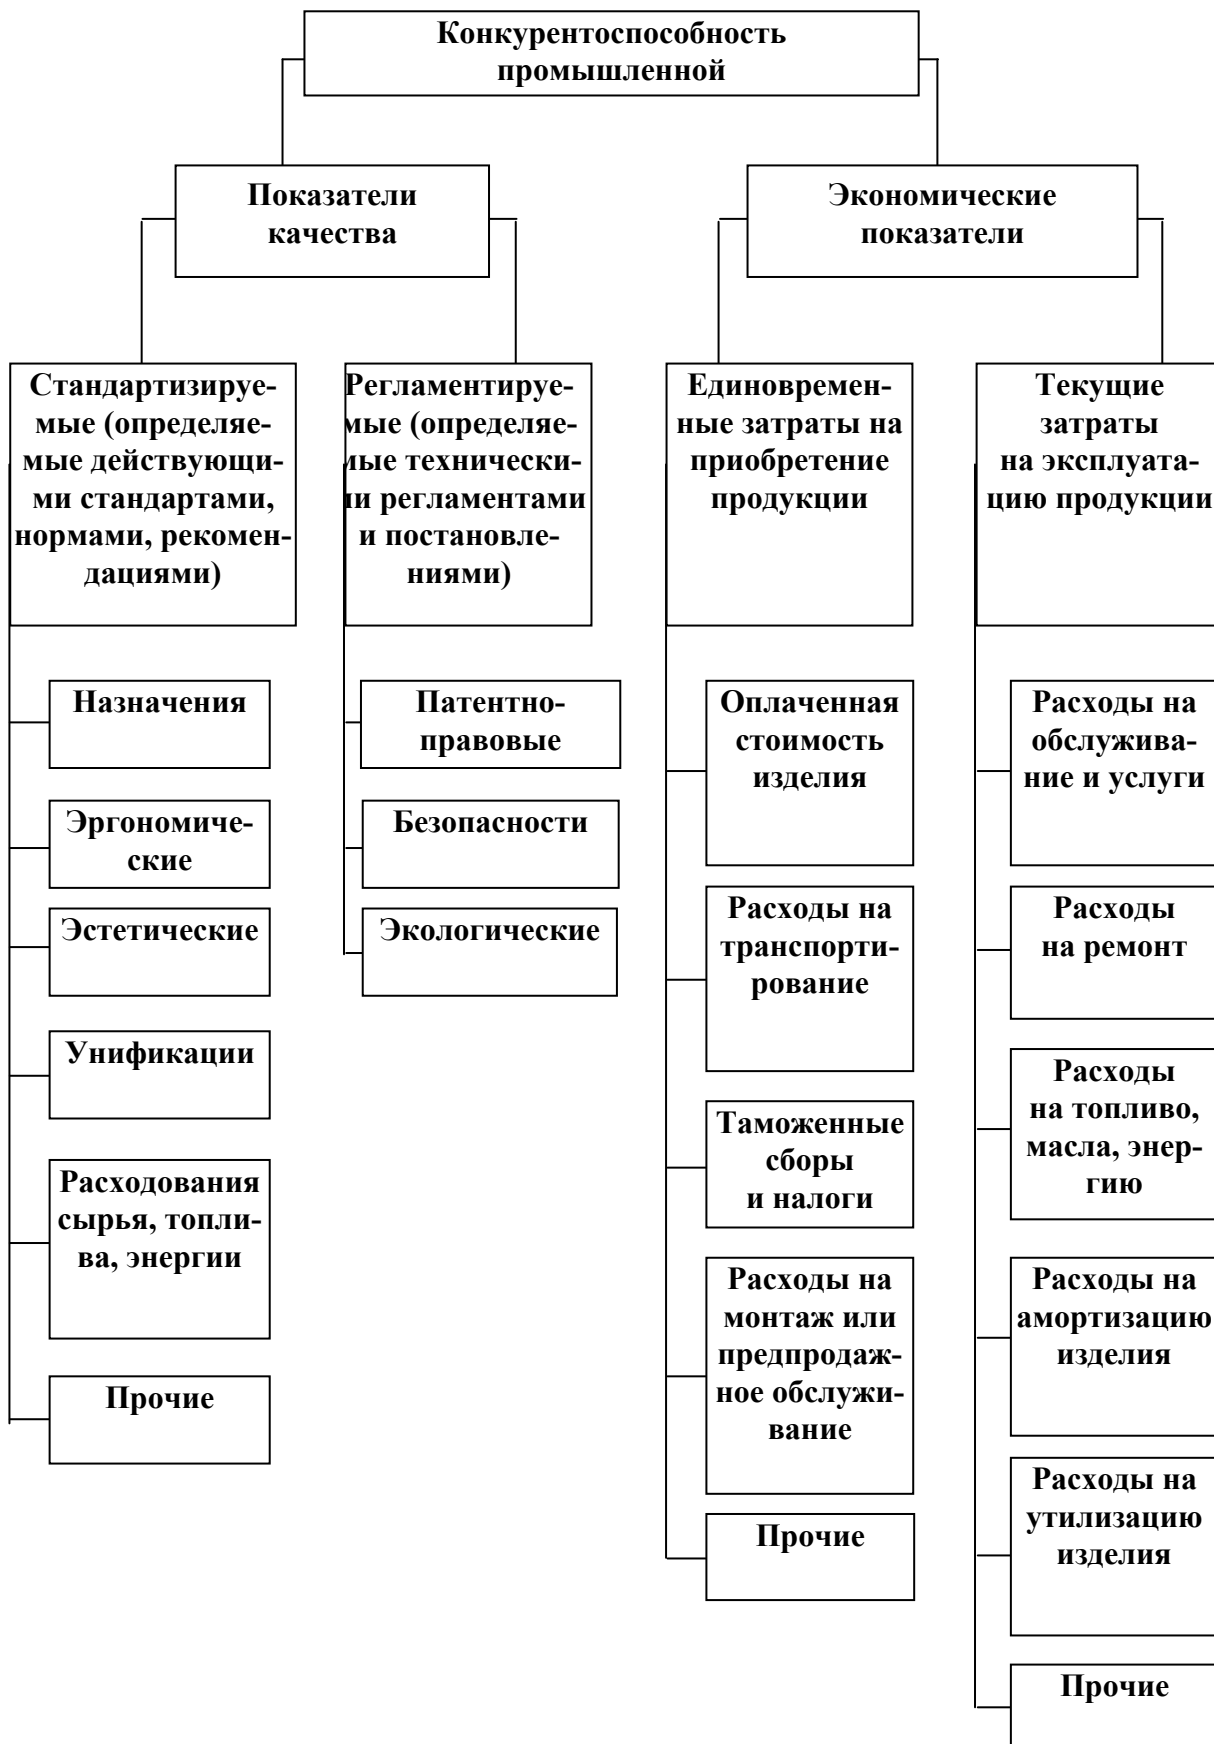 Конкурентоспособность
промышленной
Показатели
качества
Экономические
показатели
Стандартизируе-
мые (определяе-
мые действующи-
ми стандартами,
нормами, рекомен-
дациями)
Регламентируе-
мые (определяе-
мые технически-
ми регламентами
и постановле-
ниями)
Единовремен-
ные затраты на
приобретение
продукции
Текущие
затраты
на эксплуата-
цию продукции
Назначения
Эргономиче-
ские
Эстетические
Унификации
Расходования
сырья, топли-
ва, энергии
Прочие
Патентно-
правовые
Безопасности
Экологические
Оплаченная
стоимость
изделия
Расходы на
транспорти-
рование
Таможенные
сборы
и налоги
Расходы на
монтаж или
предпродаж-
ное обслужи-
вание
Прочие
Расходы на
обслужива-
ние и услуги
Расходы
на ремонт
Расходы
на топливо,
масла, энер-
гию
Расходы на
амортизацию
изделия
Расходы на
утилизацию
изделия
Прочие